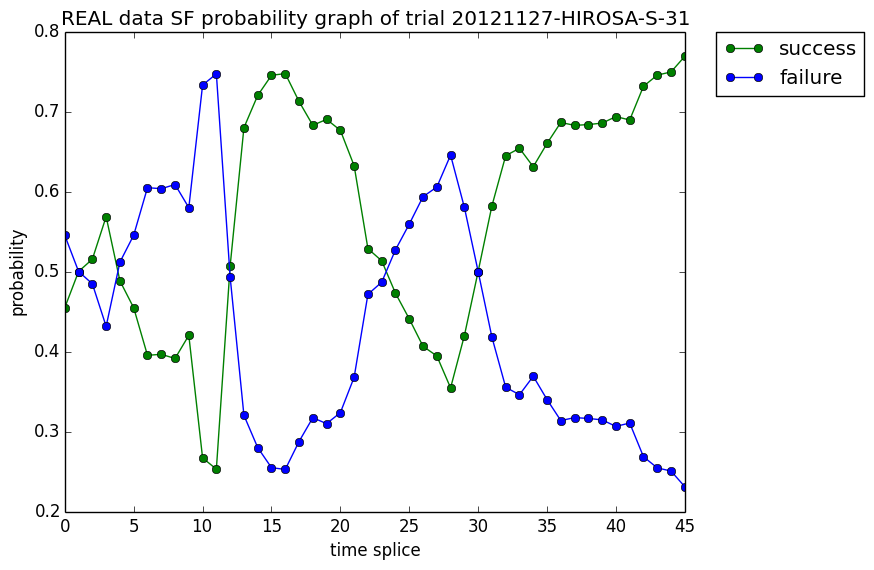 REAL data SF probability graph of trial 20121127-HIROSA-S-31
success
failure
probability
0.8
0.7
0.6
0.5
0.4
0.3
0.2
0 5 10 15 20 25 30 35 40 45
time splice